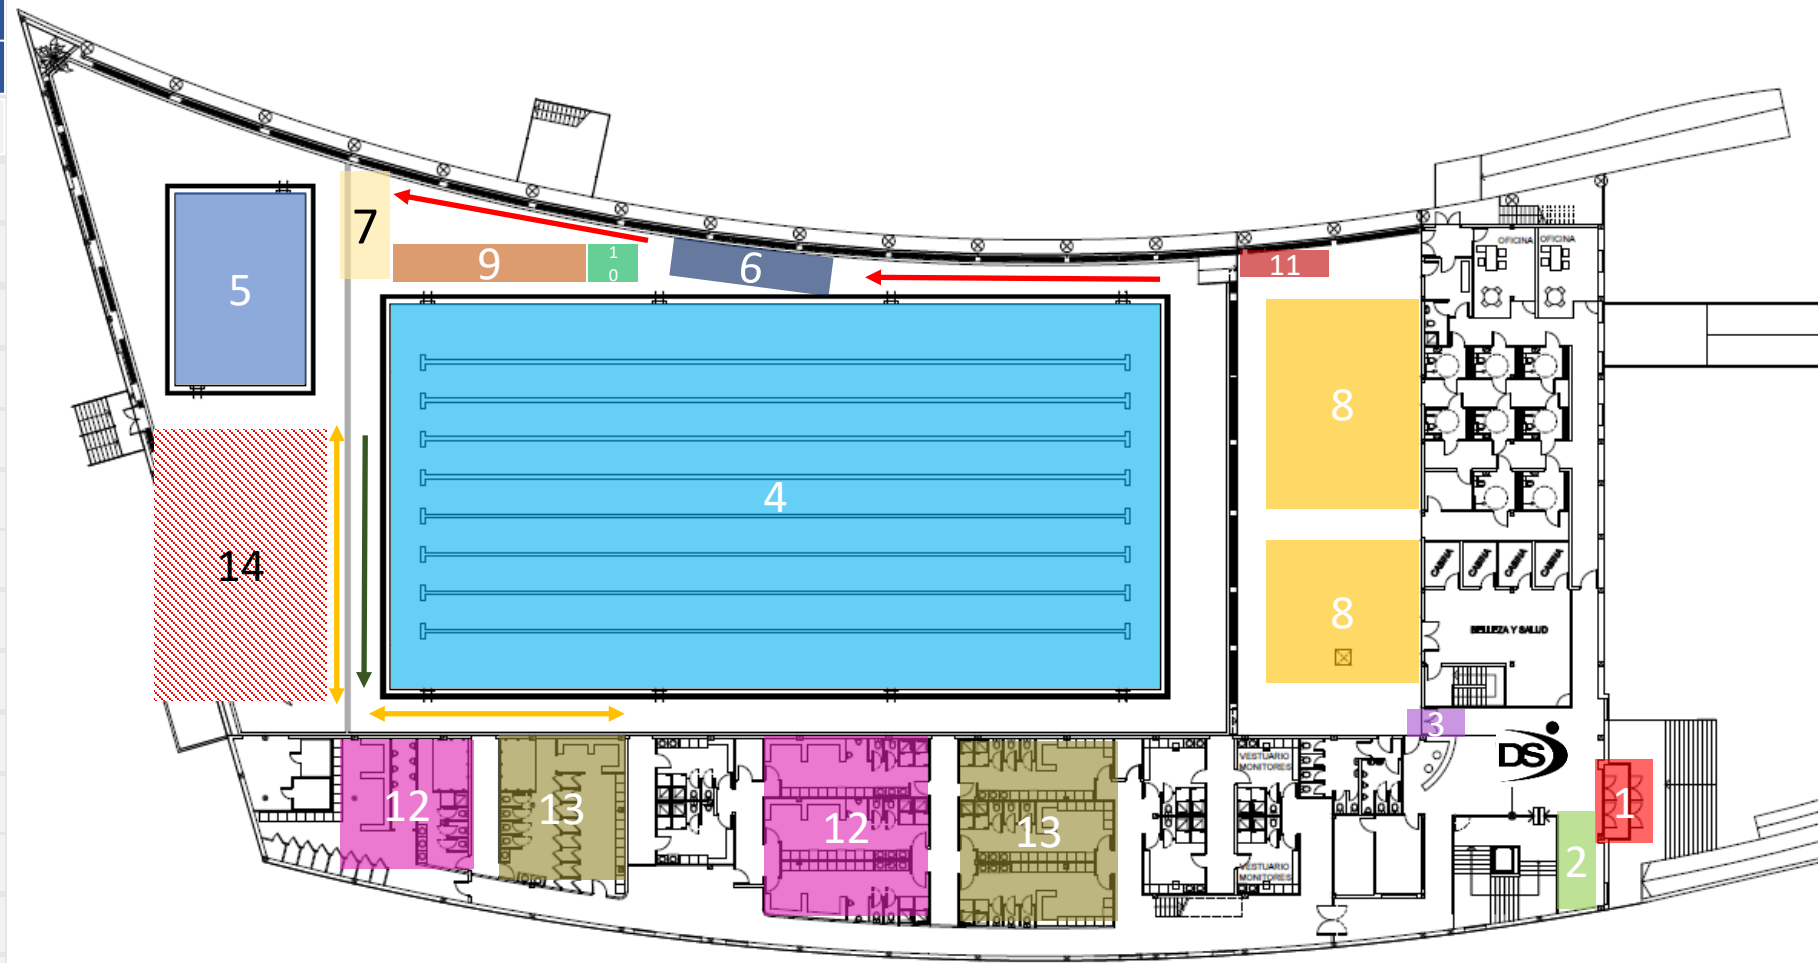 OFICINA OFICINA
7
9
1
0
6
11
5
8
4
14
CABINA CABINA CABINA CABINA
8
BELLEZA Y SALUD
3
DS
VESTUARIO
MONITORES
12
13
12
13
1
2
VESTUARIO
MONITORES